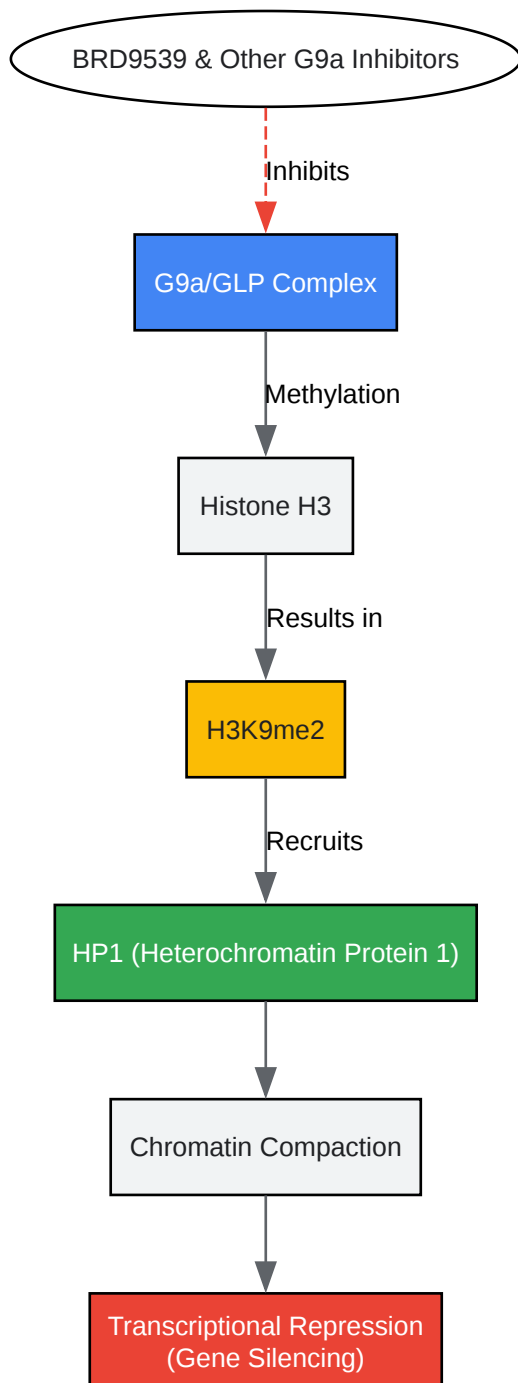 BRD9539 & Other G9a Inhibitors
Inhibits
G9a/GLP Complex
Methylation
Histone H3
Results in
H3K9me2
Recruits
HP1 (Heterochromatin Protein 1)
Chromatin Compaction
Transcriptional Repression
(Gene Silencing)